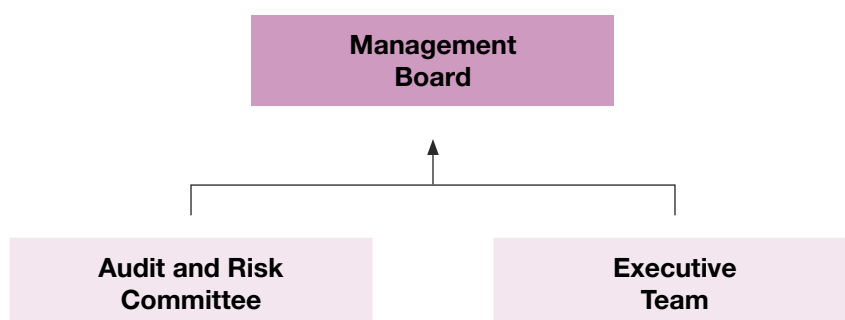 Management
Board
Audit and Risk
Committee
Executive
Team